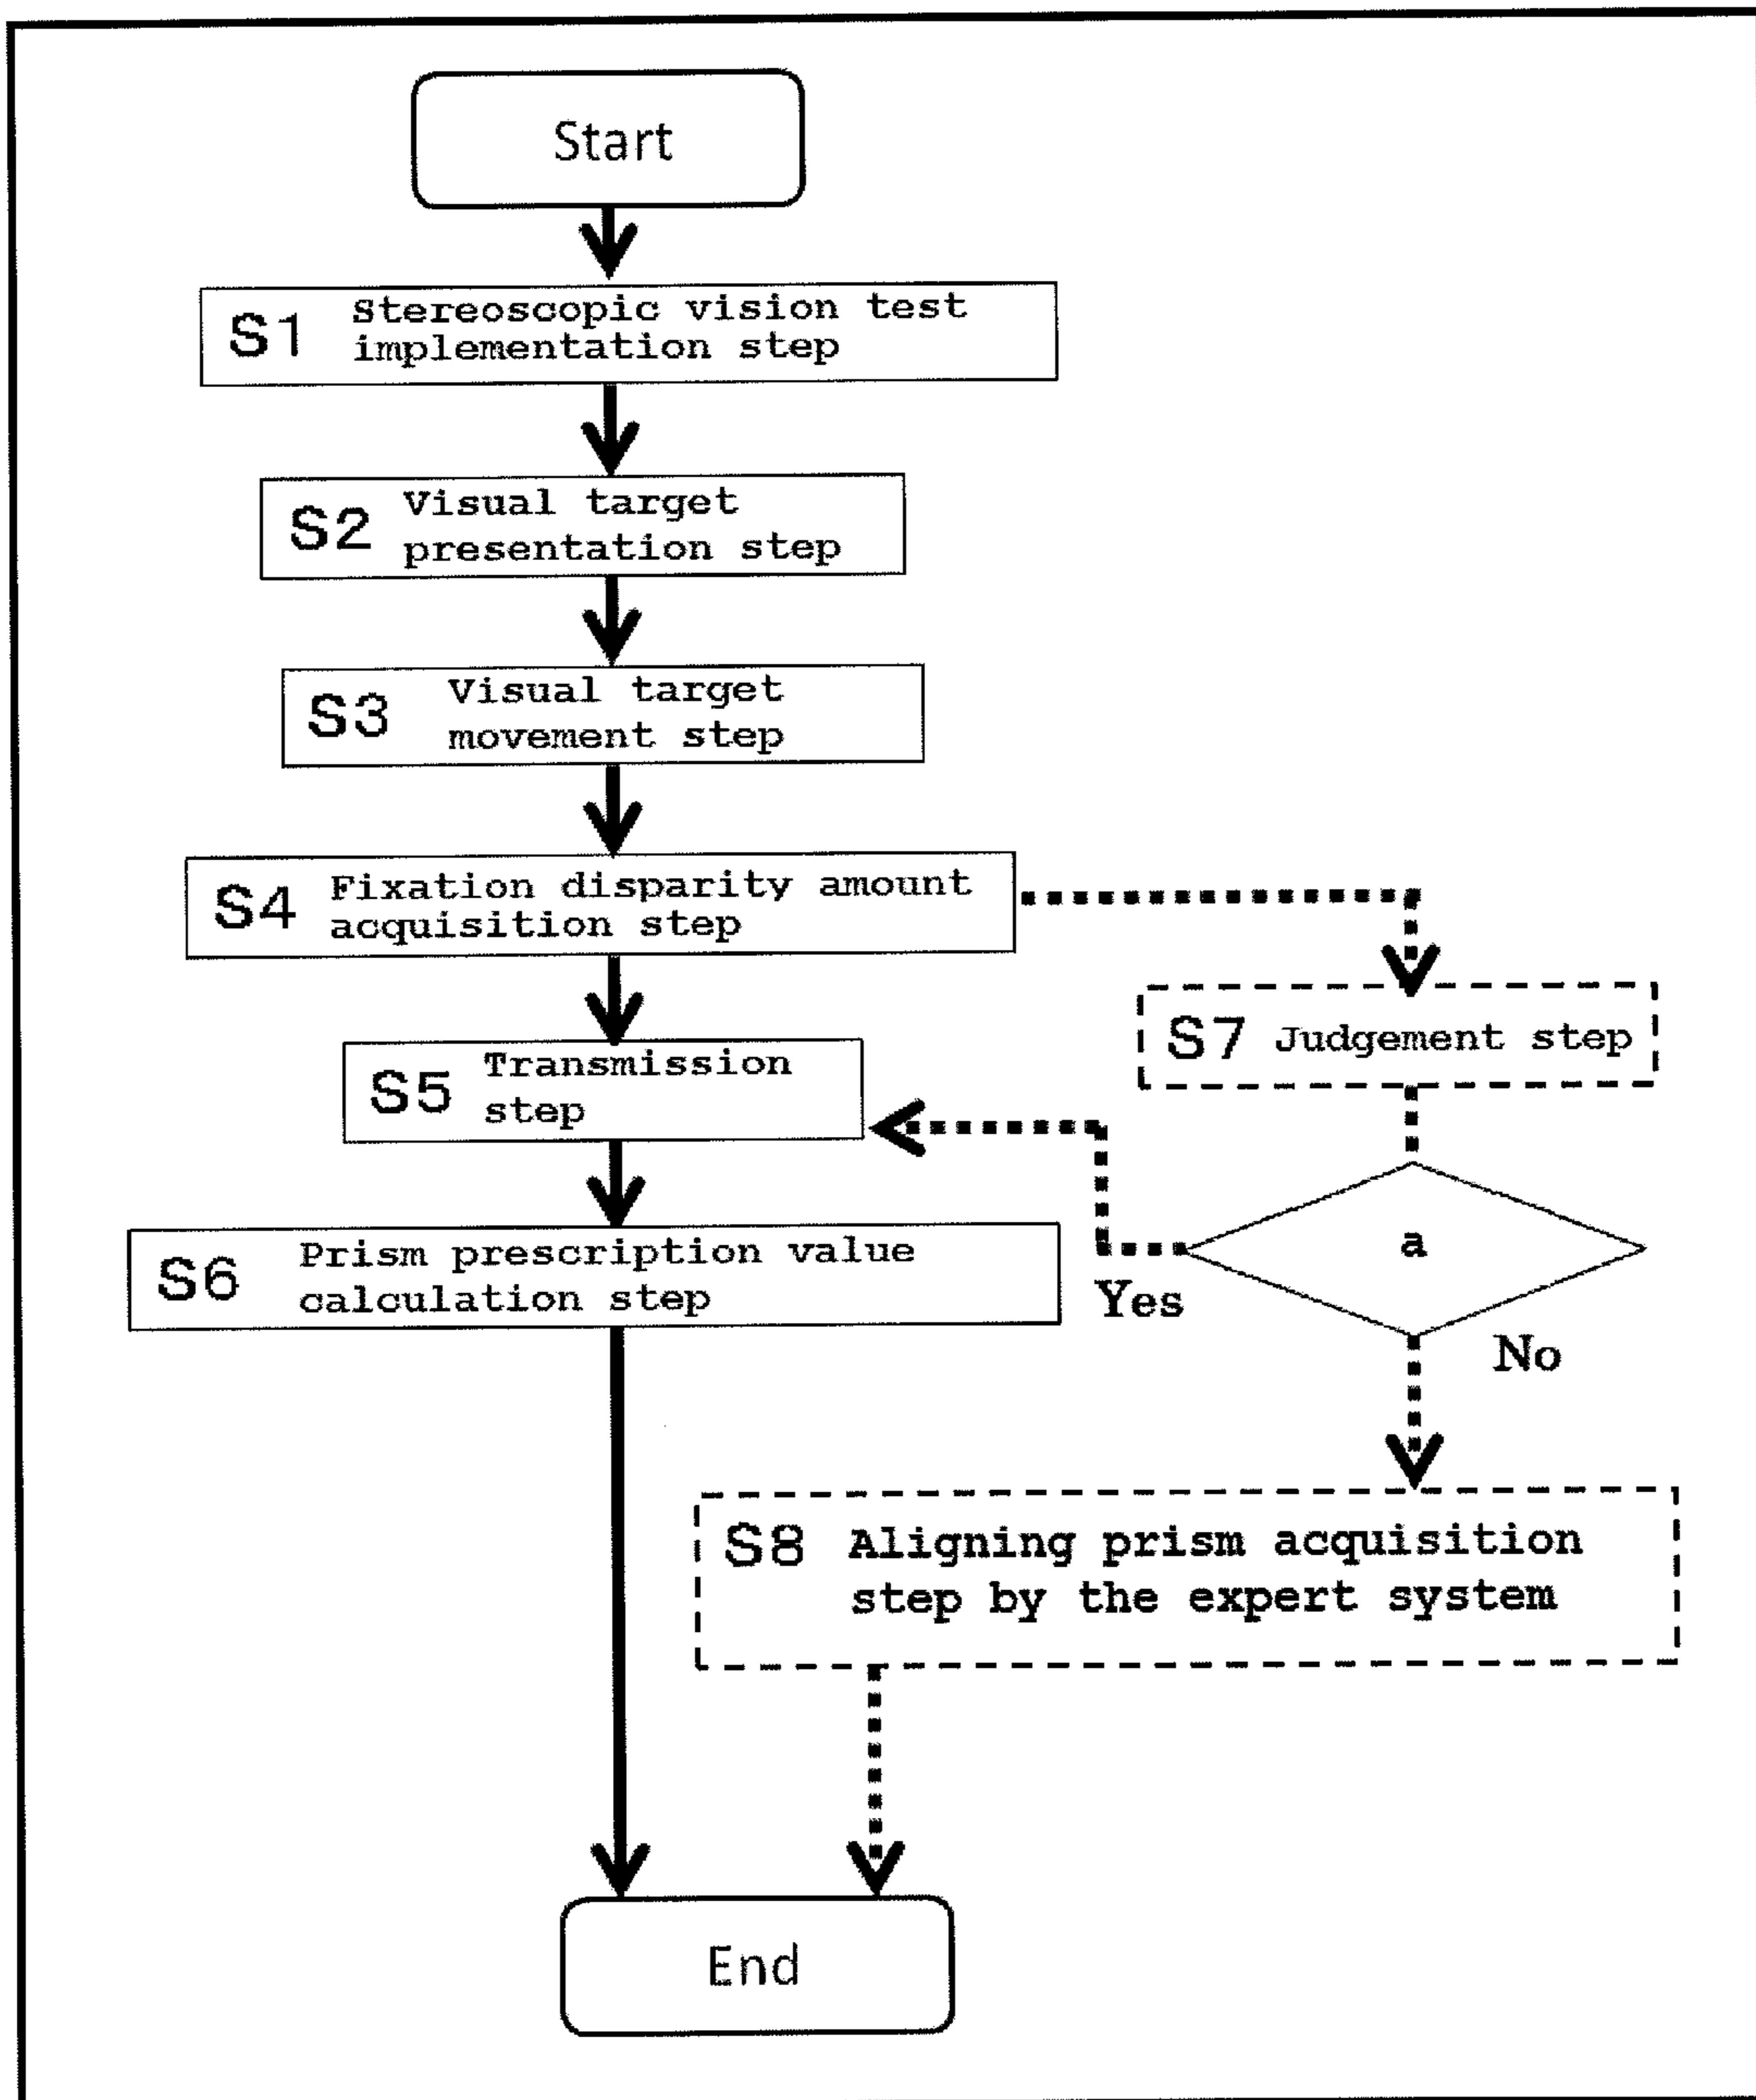 Start
S1 Stereoscopic vision test
implementation step
S2 Visual target
presentation step
S3 Visual target
movement step
S4 Fixation disparity amount
acquisition step
S5 Transmission
step
S7 Judgement step
a
Yes
No
S6 Prism prescription value
calculation step
S8 Aligning prism acquisition
step by the expert system
End